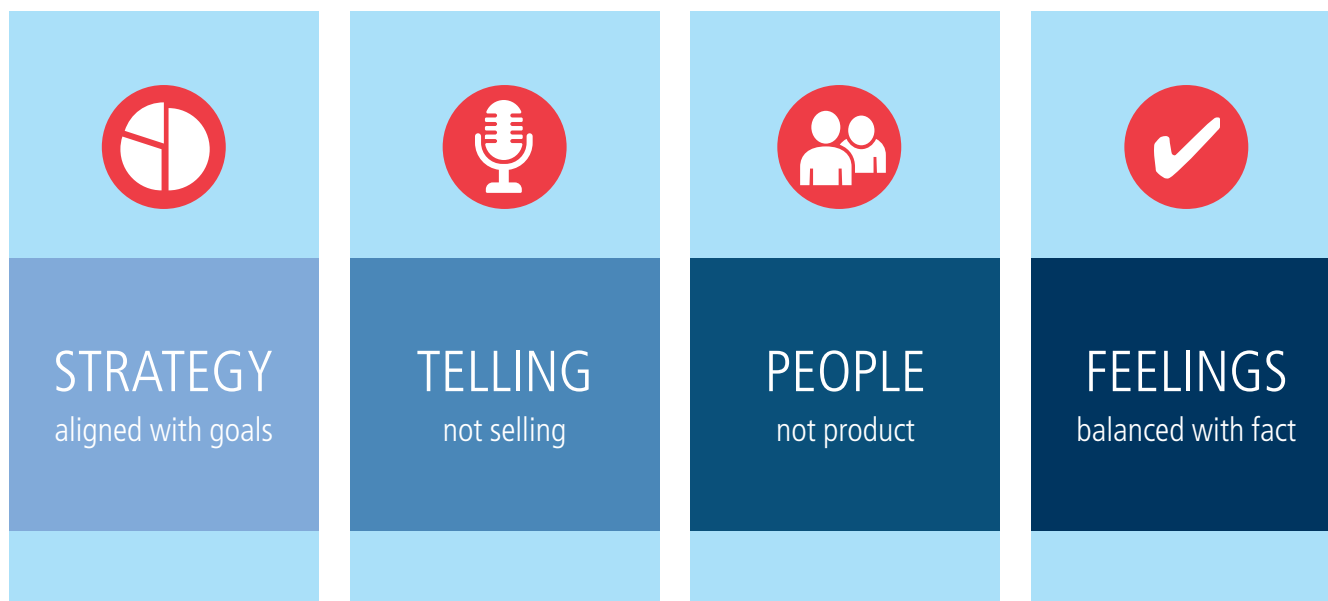 STRATEGY
aligned with goals
TELLING
not selling
PEOPLE
not product
FEELINGS
balanced with fact